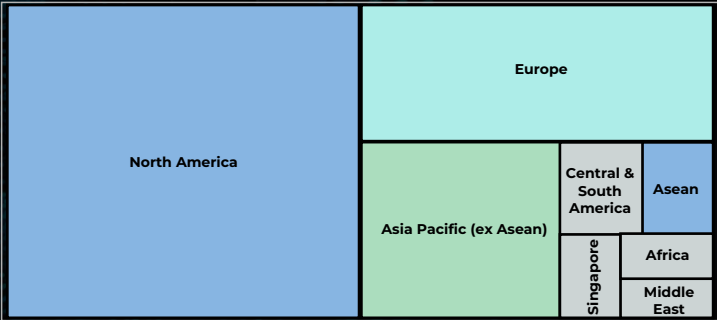 Europe
North America
Central &
South
America
Asean
Asia Pacific (ex Asean)
Singapore
Africa
Middle
East